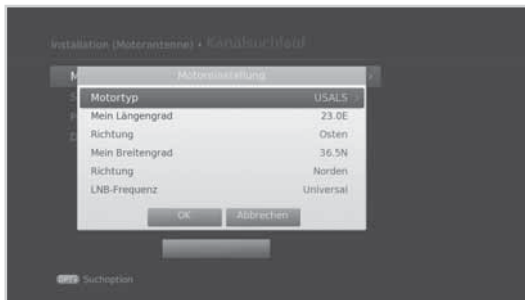 Installation (Motorantenne) • Kanalsuchlauf
Motoreinstellung
Motortyp USALS
Mein Längengrad 23.0E
Richtung Osten
Mein Breitengrad 36.5N
Richtung Norden
LNB-Frequenz Universal
OK Abbrechen
Suchoption